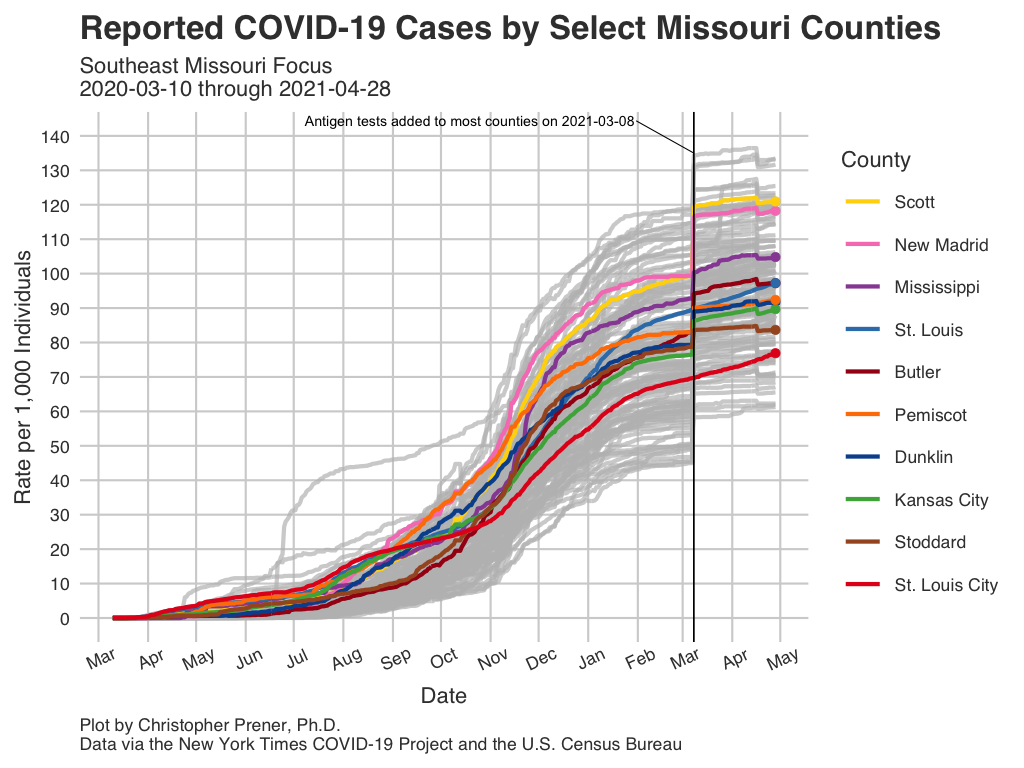 Reported COVID-19 Cases by Select Missouri Counties
Southeast Missouri Focus
2020-03-10 through 2021-04-28
Antigen tests added to most counties on 2021-03-08
Rate per 1,000 Individuals
140
130
120
110
100
90
80
70
60
50
40
30
20
10
0
Mar Apr May Jun Jul Aug Sep Oct Nov Dec Jan Feb Mar Apr May
Date
County
Scott
New Madrid
Mississippi
St. Louis
Butler
Pemiscot
Dunklin
Kansas City
Stoddard
St. Louis City
Plot by Christopher Prener, Ph.D.
Data via the New York Times COVID-19 Project and the U.S. Census Bureau